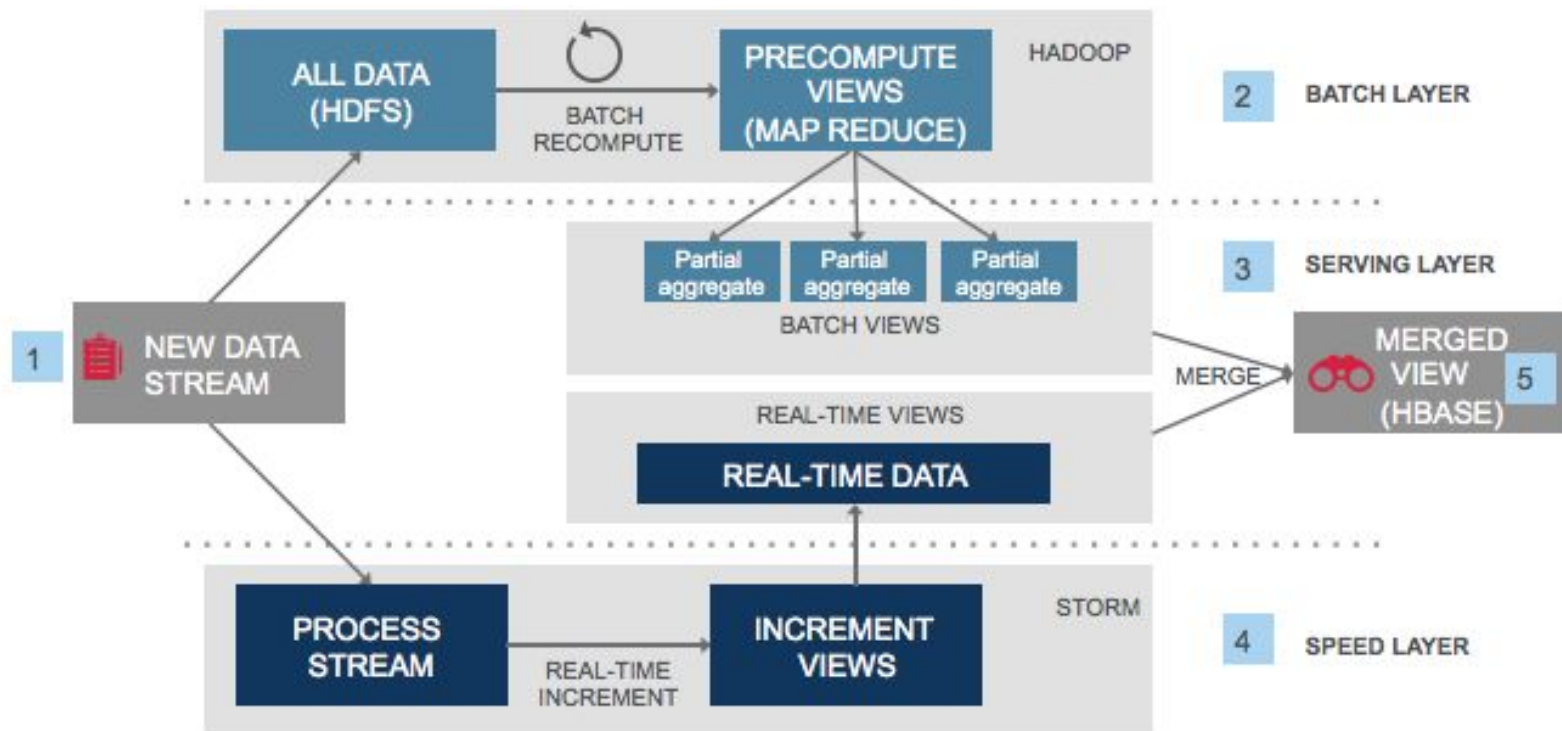 ALL DATA
(HDFS)
BATCH
RECOMPUTE
PRECOMPUTE
VIEWS
(MAP REDUCE)
HADOOP
2
BATCH LAYER
Partial
aggregate
Partial
aggregate
Partial
aggregate
BATCH VIEWS
3
SERVING LAYER
1
NEW DATA
STREAM
MERGE
MERGED
VIEW
(HBASE)
5
REAL-TIME VIEWS
REAL-TIME DATA
PROCESS
STREAM
REAL-TIME
INCREMENT
INCREMENT
VIEWS
STORM
4
SPEED LAYER